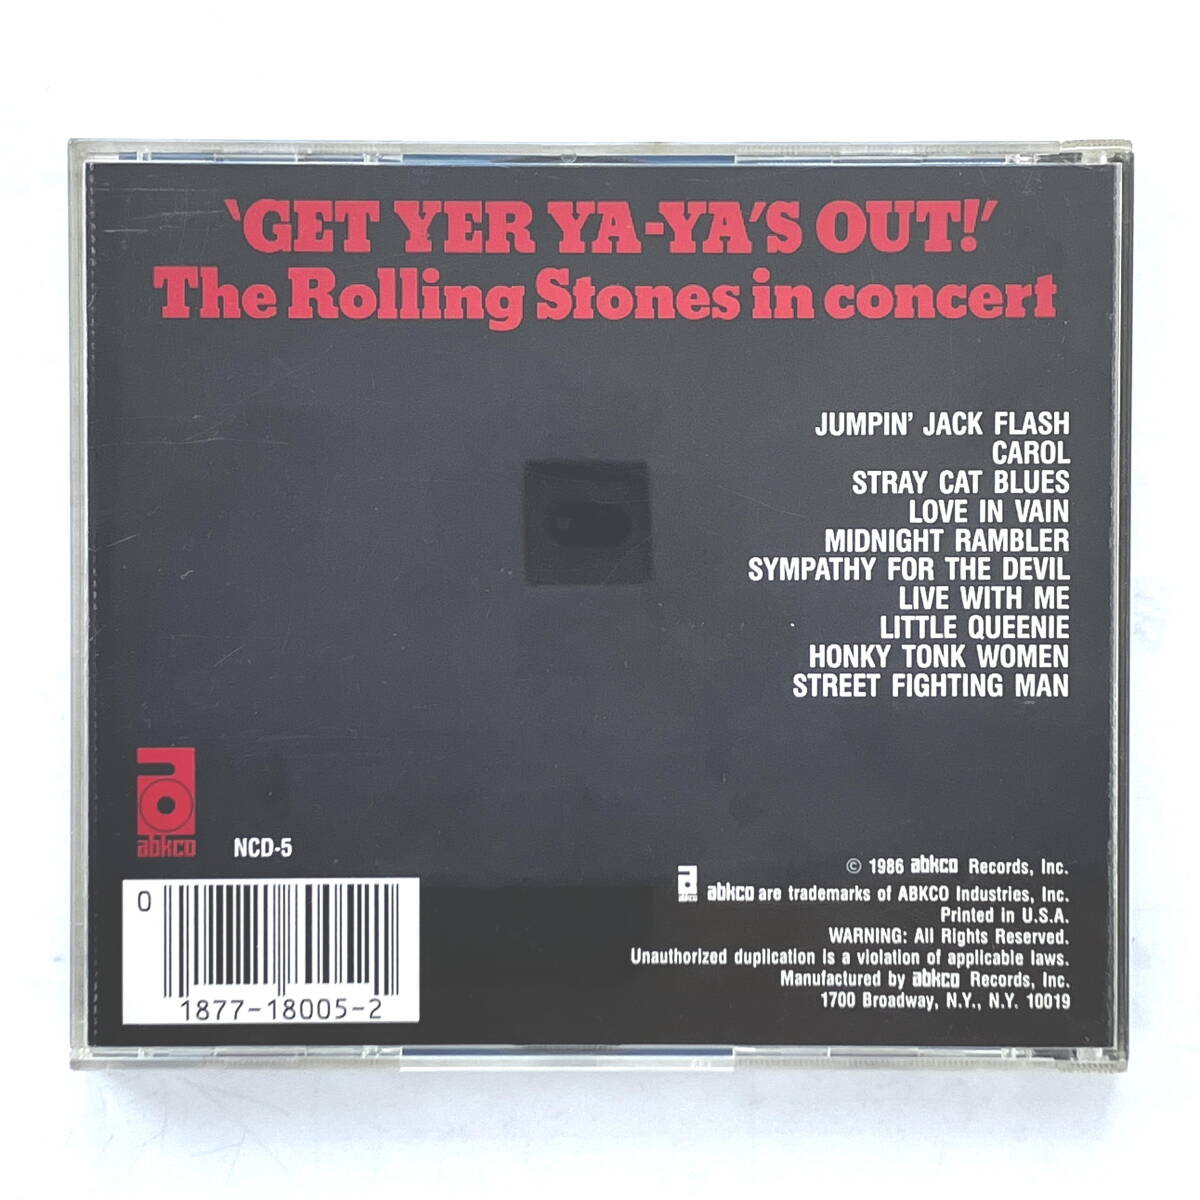 ‘GET YER YA-YA’S OUT!’
The Rolling Stones in concert
JUMPIN’ JACK FLASH
CAROL
STRAY CAT BLUES
LOVE IN VAIN
MIDNIGHT RAMBLER
SYMPATHY FOR THE DEVIL
LIVE WITH ME
LITTLE QUEENIE
HONKY TONK WOMEN
STREET FIGHTING MAN
abkco
NCD-5
0
1877-18005-2
© 1986 abkco Records, Inc.
abkco abkco are trademarks of ABKCO Industries, Inc.
Printed in U.S.A.
WARNING: All Rights Reserved.
Unauthorized duplication is a violation of applicable laws.
Manufactured by abkco Records, Inc.
1700 Broadway, N.Y., N.Y. 10019